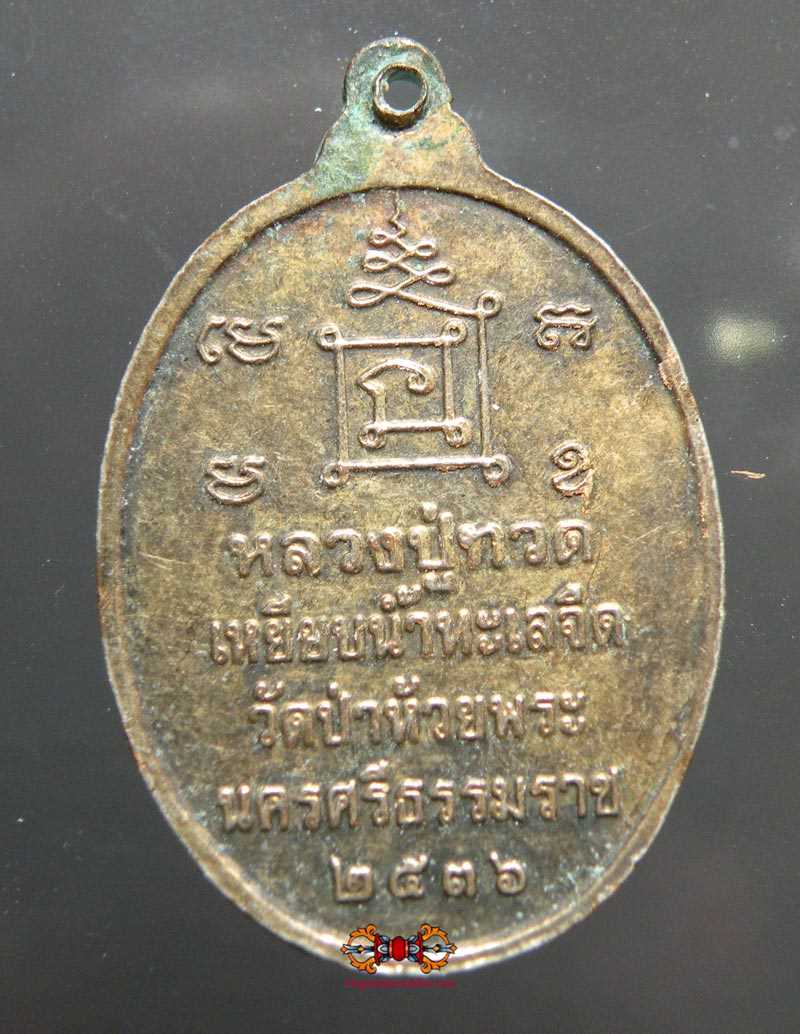 หลวงปู่ทวด
เหยียบน้ำทะเลจืด
วัดป่าห้วยพระ
นครศรีธรรมราช
๒๕๓๖